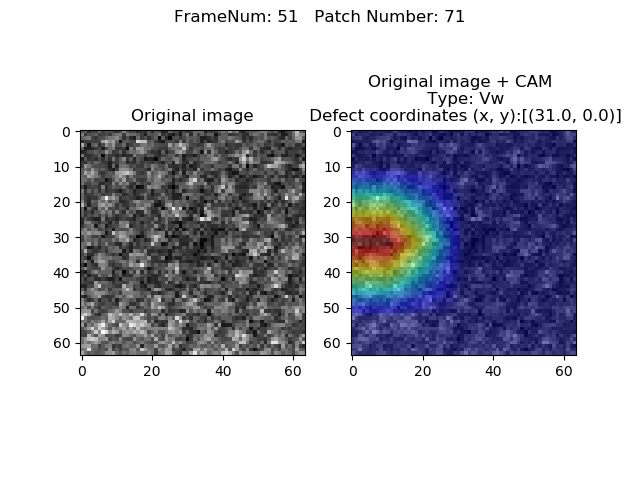 FrameNum: 51   Patch Number: 71
Original image
Original image + CAM
Type: Vw
Defect coordinates (x, y):[(31.0, 0.0)]
0
10
20
30
40
50
60
0 20 40 60
0
10
20
30
40
50
60
0 20 40 60